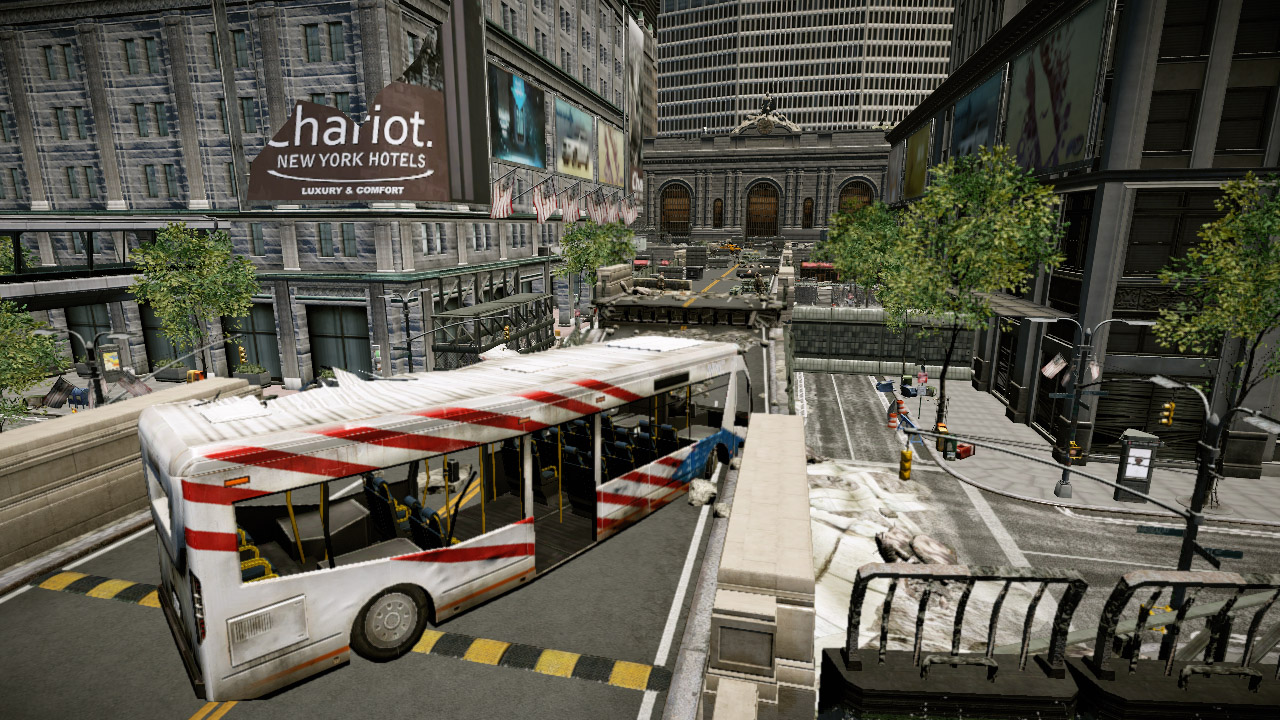 chariot.
NEW YORK HOTELS
LUXURY & COMFORT